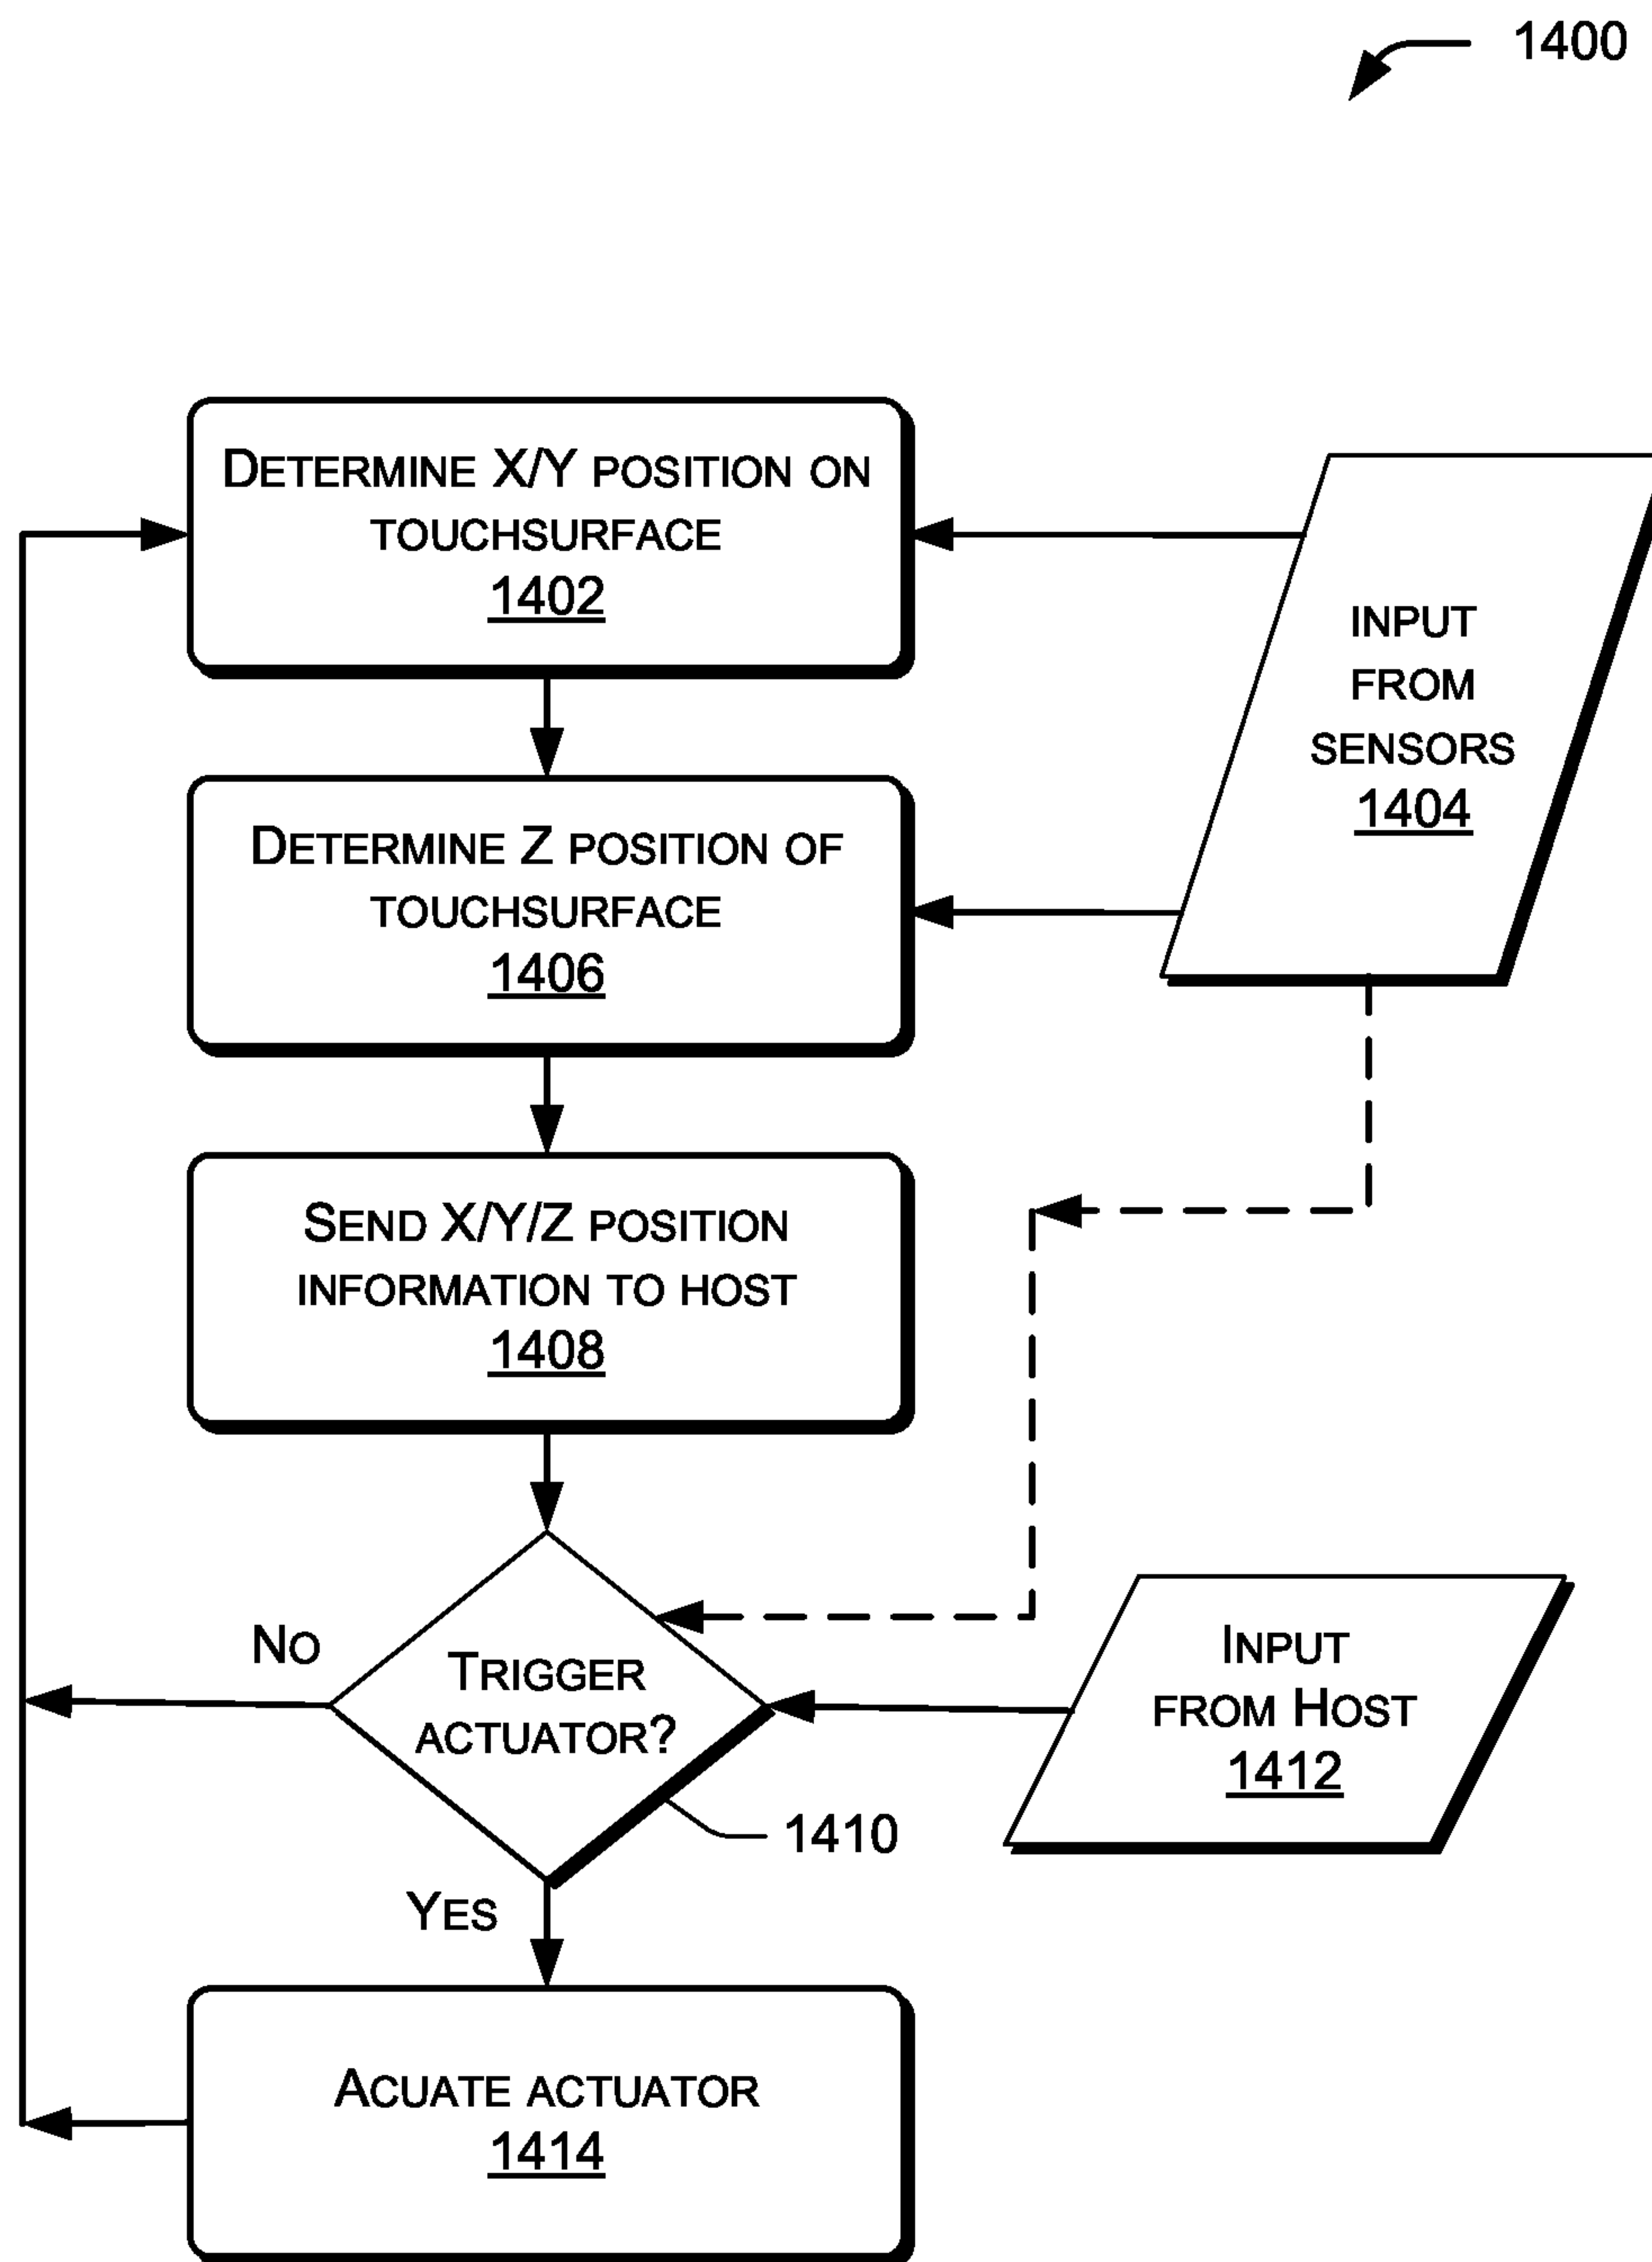 1400
DETERMINE X/Y POSITION ON
TOUCHSURFACE
1402
INPUT
FROM
SENSORS
1404
DETERMINE Z POSITION OF
TOUCHSURFACE
1406
SEND X/Y/Z POSITION
INFORMATION TO HOST
1408
NO
TRIGGER
ACTUATOR?
1410
INPUT
FROM HOST
1412
YES
ACUATE ACTUATOR
1414